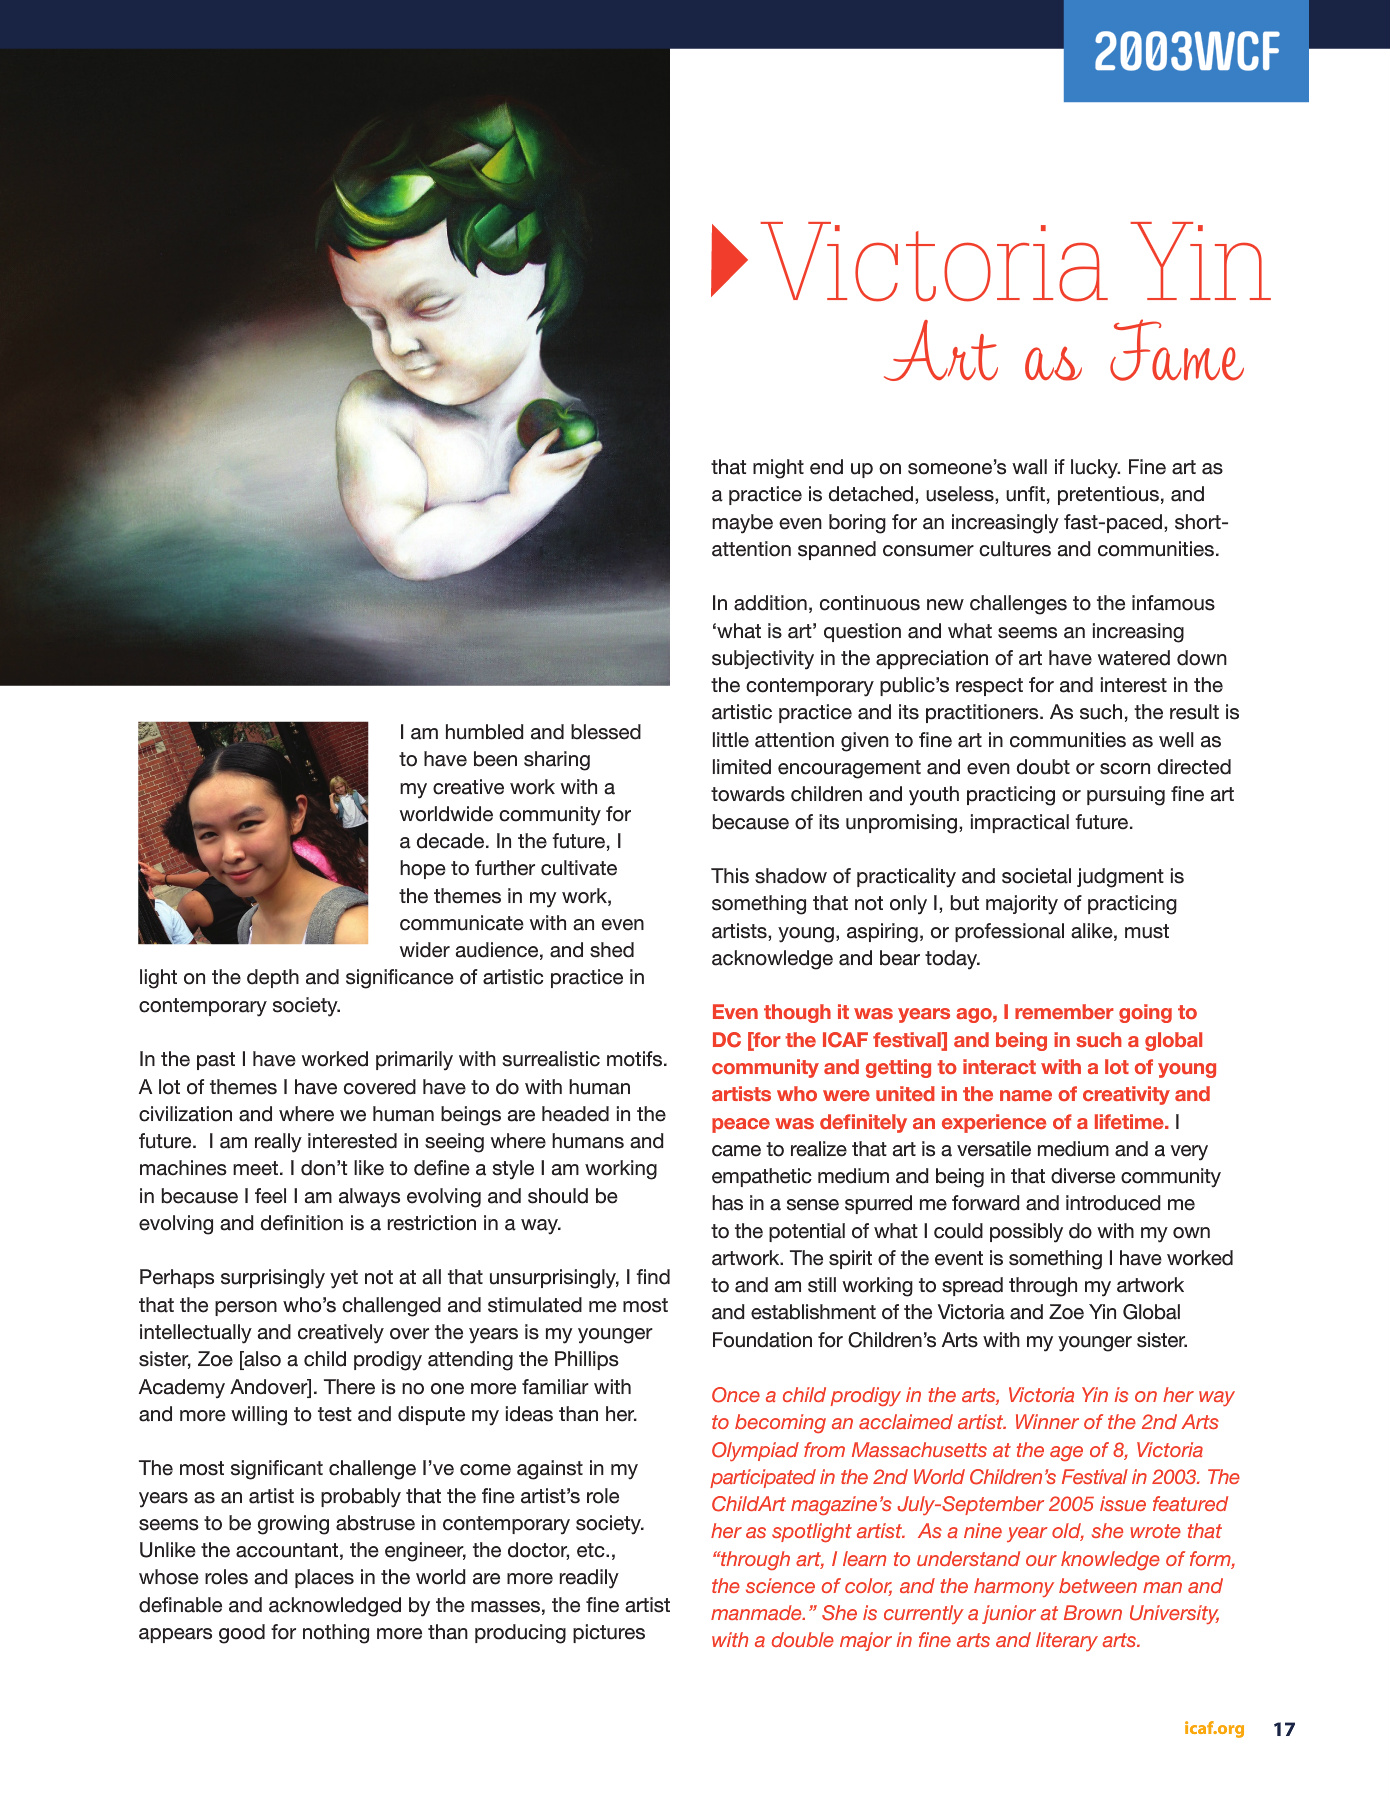 2003WCF
Victoria Yin
Art as Fame
I am humbled and blessed
to have been sharing
my creative work with a
worldwide community for
a decade. In the future, I
hope to further cultivate
the themes in my work,
communicate with an even
wider audience, and shed
light on the depth and significance of artistic practice in
contemporary society.
In the past I have worked primarily with surrealistic motifs.
A lot of themes I have covered have to do with human
civilization and where we human beings are headed in the
future.  I am really interested in seeing where humans and
machines meet. I don’t like to define a style I am working
in because I feel I am always evolving and should be
evolving and definition is a restriction in a way.
Perhaps surprisingly yet not at all that unsurprisingly, I find
that the person who’s challenged and stimulated me most
intellectually and creatively over the years is my younger
sister, Zoe [also a child prodigy attending the Phillips
Academy Andover]. There is no one more familiar with
and more willing to test and dispute my ideas than her.
The most significant challenge I’ve come against in my
years as an artist is probably that the fine artist’s role
seems to be growing abstruse in contemporary society.
Unlike the accountant, the engineer, the doctor, etc.,
whose roles and places in the world are more readily
definable and acknowledged by the masses, the fine artist
appears good for nothing more than producing pictures
that might end up on someone’s wall if lucky. Fine art as
a practice is detached, useless, unfit, pretentious, and
maybe even boring for an increasingly fast-paced, short-
attention spanned consumer cultures and communities.
In addition, continuous new challenges to the infamous
‘what is art’ question and what seems an increasing
subjectivity in the appreciation of art have watered down
the contemporary public’s respect for and interest in the
artistic practice and its practitioners. As such, the result is
little attention given to fine art in communities as well as
limited encouragement and even doubt or scorn directed
towards children and youth practicing or pursuing fine art
because of its unpromising, impractical future.
This shadow of practicality and societal judgment is
something that not only I, but majority of practicing
artists, young, aspiring, or professional alike, must
acknowledge and bear today.
Even though it was years ago, I remember going to
DC [for the ICAF festival] and being in such a global
community and getting to interact with a lot of young
artists who were united in the name of creativity and
peace was definitely an experience of a lifetime. I
came to realize that art is a versatile medium and a very
empathetic medium and being in that diverse community
has in a sense spurred me forward and introduced me
to the potential of what I could possibly do with my own
artwork. The spirit of the event is something I have worked
to and am still working to spread through my artwork
and establishment of the Victoria and Zoe Yin Global
Foundation for Children’s Arts with my younger sister.
Once a child prodigy in the arts, Victoria Yin is on her way
to becoming an acclaimed artist. Winner of the 2nd Arts
Olympiad from Massachusetts at the age of 8, Victoria
participated in the 2nd World Children’s Festival in 2003. The
ChildArt magazine’s July-September 2005 issue featured
her as spotlight artist.  As a nine year old, she wrote that
“through art, I learn to understand our knowledge of form,
the science of color, and the harmony between man and
manmade.” She is currently a junior at Brown University,
with a double major in fine arts and literary arts.
icaf.org 17